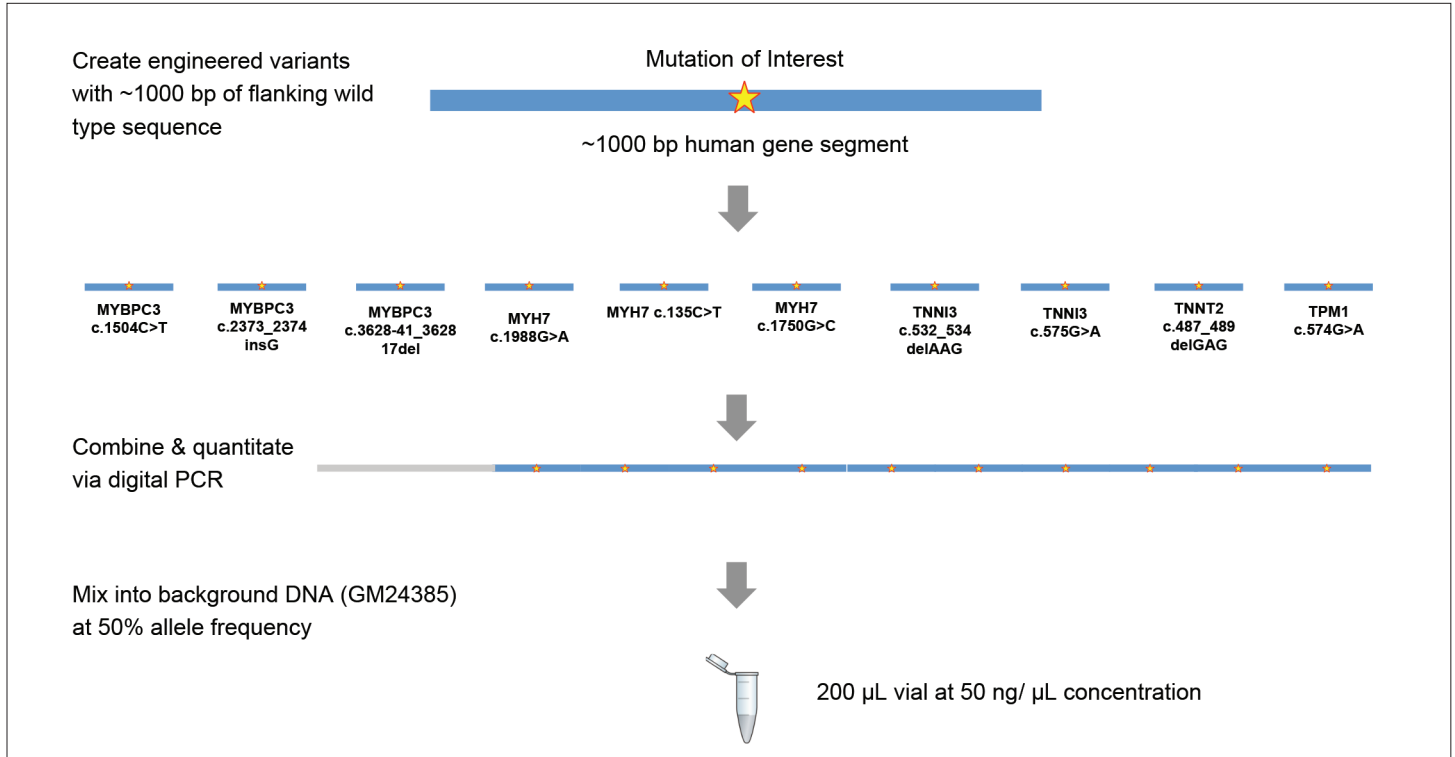 Create engineered variants
with ~1000 bp of flanking wild
type sequence
Mutation of Interest
~1000 bp human gene segment
MYBPC3
c.1504C>T
MYBPC3
c.2373_2374
insG
MYBPC3
c.3628-41_3628
17del
MYH7
c.1988G>A
MYH7 c.135C>T
MYH7
c.1750G>C
TNNI3
c.532_534
delAAG
TNNI3
c.575G>A
TNNT2
c.487_489
delGAG
TPM1
c.574G>A
Combine & quantitate
via digital PCR
Mix into background DNA (GM24385)
at 50% allele frequency
200 µL vial at 50 ng/ µL concentration